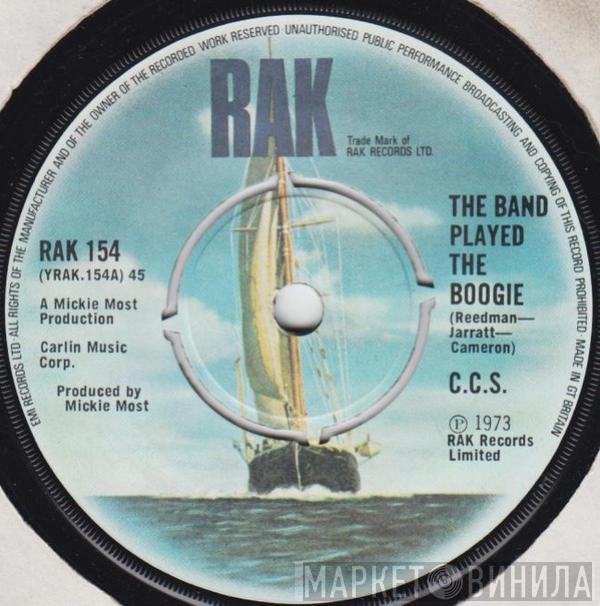 EMI RECORDS LTD·ALL RIGHTS OF THE MANUFACTURER AND OF THE OWNER OF THE RECORDED WORK RESERVED·UNAUTHORISED PUBLIC PERFORMANCE BROADCASTING AND COPYING OF THIS RECORD PROHIBITED·MADE IN GT BRITAIN
RAK
Trade Mark of
RAK RECORDS LTD.
RAK 154
(YRAK.154A) 45
A Mickie Most
Production
Carlin Music
Corp.
Produced by
Mickie Most
THE BAND
PLAYED
THE
BOOGIE
(Reedman—
Jarratt—
Cameron)
C.C.S.
℗ 1973
RAK Records
Limited
МАРКЕТ ВИНИЛА